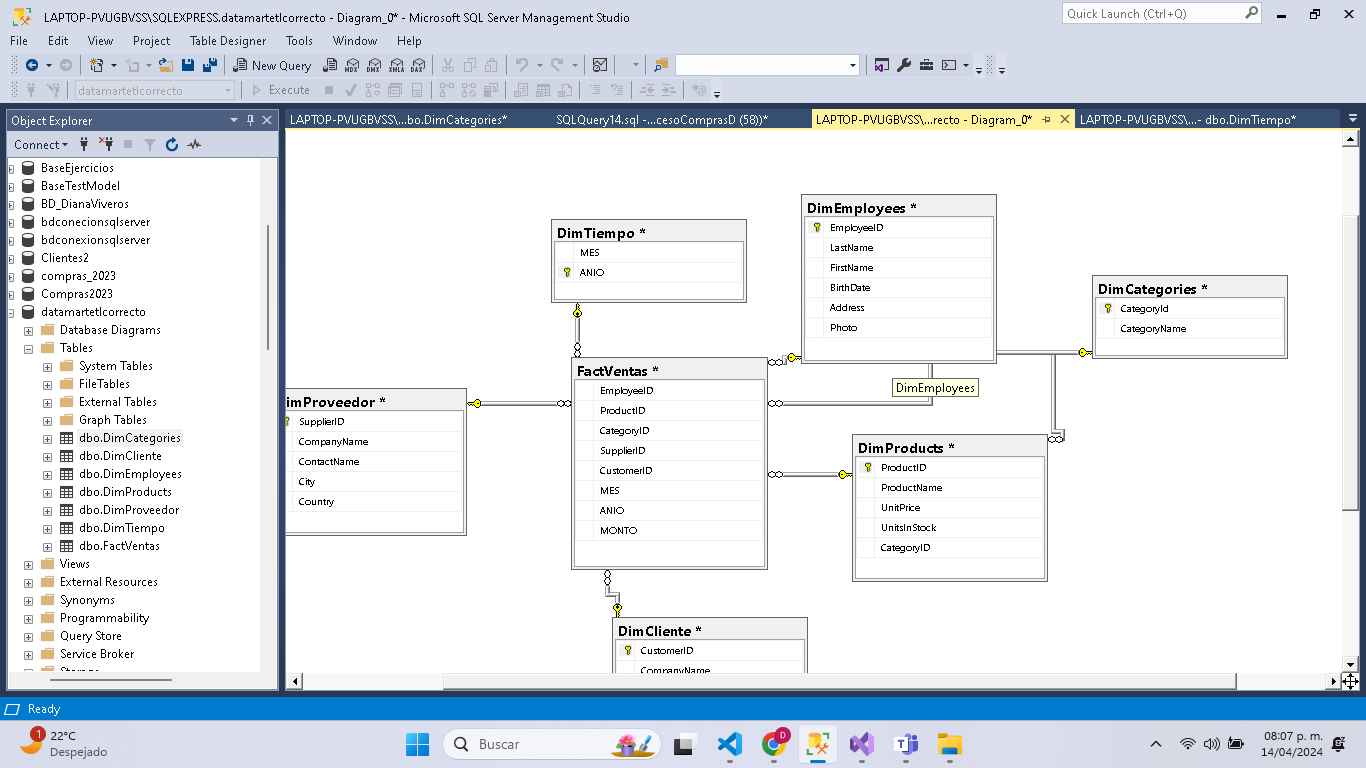 LAPTOP-PVUGBVSS\SQLEXPRESS.datamartetlcorrecto - Diagram_0* - Microsoft SQL Server Management Studio
Quick Launch (Ctrl+Q)
File Edit View Project Table Designer Tools Window Help
New Query
MDX DMX XMLA DAX
datamartetlcorrecto
Execute
Object Explorer
Connect
BaseEjercicios
BaseTestModel
BD_DianaViveros
bdconecionsqlserver
bdconexionsqlserver
Clientes2
compras_2023
Compras2023
datamartetlcorrecto
Database Diagrams
Tables
System Tables
FileTables
External Tables
Graph Tables
dbo.DimCategories
dbo.DimCliente
dbo.DimEmployees
dbo.DimProducts
dbo.DimProveedor
dbo.DimTiempo
dbo.FactVentas
Views
External Resources
Synonyms
Programmability
Query Store
Service Broker
Storage
LAPTOP-PVUGBVSS\...bo.DimCategories*
SQLQuery14.sql -...cesoComprasD (58))*
LAPTOP-PVUGBVSS\...recto - Diagram_0*
LAPTOP-PVUGBVSS\...- dbo.DimTiempo*
DimTiempo *
MES
ANIO
DimEmployees *
EmployeeID
LastName
FirstName
BirthDate
Address
Photo
DimCategories *
CategoryId
CategoryName
DimEmployees
FactVentas *
EmployeeID
ProductID
CategoryID
SupplierID
CustomerID
MES
ANIO
MONTO
imProveedor *
SupplierID
CompanyName
ContactName
City
Country
DimProducts *
ProductID
ProductName
UnitPrice
UnitsInStock
CategoryID
DimCliente *
CustomerID
CompanyName
Ready
1
22°C
Despejado
Buscar
D
08:07 p. m.
14/04/2024